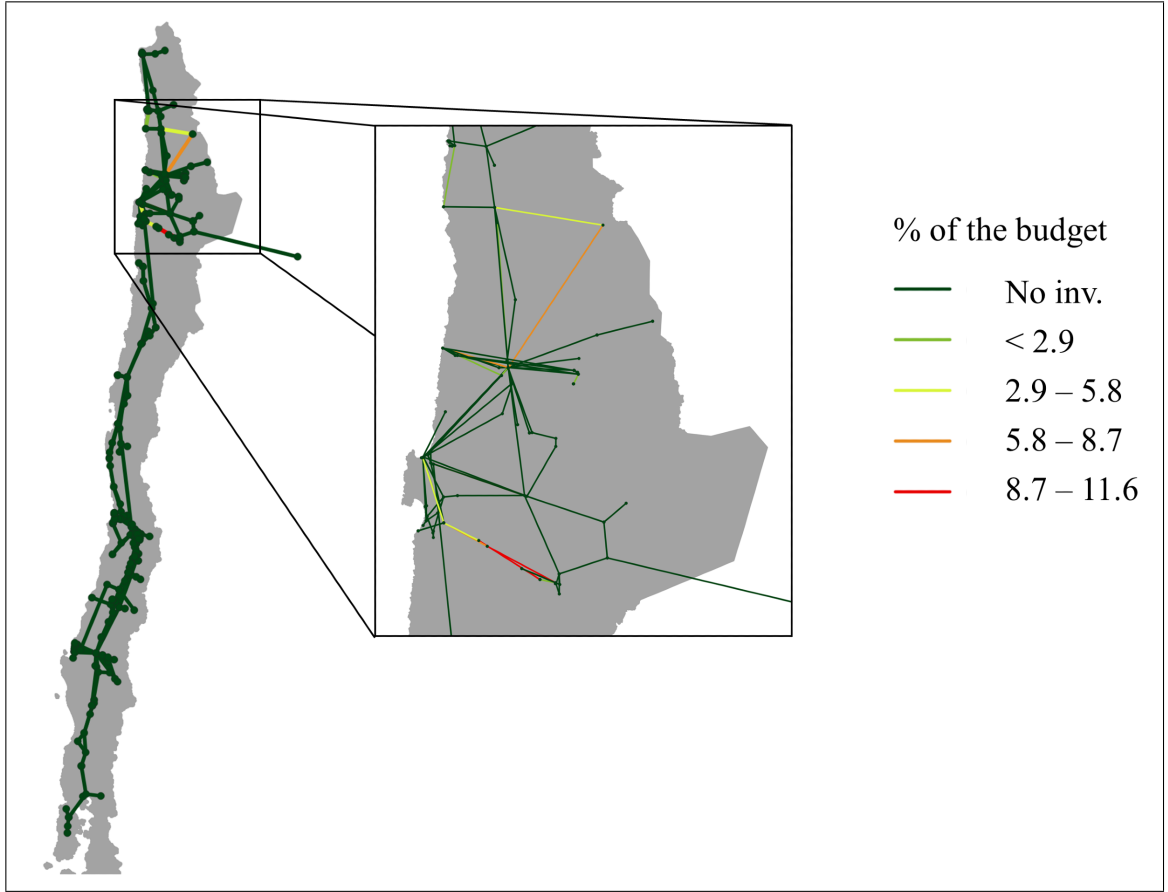 % of the budget
No inv.
< 2.9
2.9 – 5.8
5.8 – 8.7
8.7 – 11.6